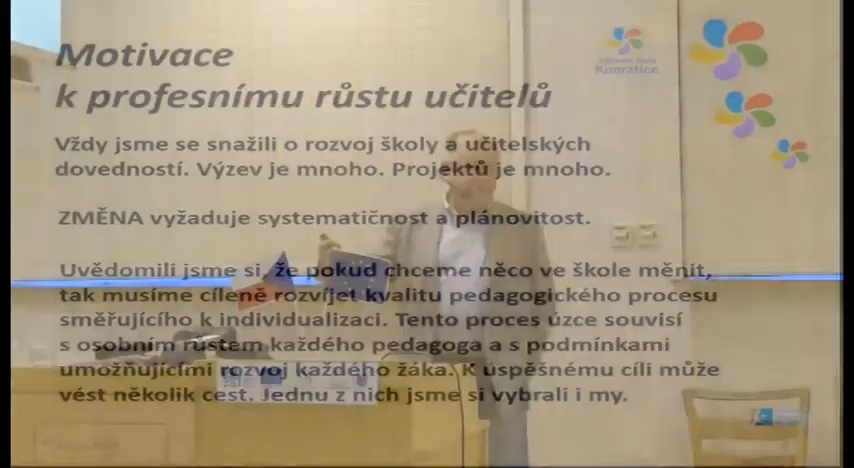 Motivace
k profesnímu růstu učitelů
Kunratice
Vždy jsme se snažili o rozvoj školy a učitelských
dovedností. Výzev je mnoho. Projektů je mnoho.
ZMĚNA vyžaduje systematičnost a plánovitost.
Uvědomili jsme si, že pokud chceme něco ve škole měnit,
tak musíme cíleně rozvíjet kvalitu pedagogického procesu
směřujícího k individualizaci. Tento proces úzce souvisí
s osobním růstem každého pedagoga a s podmínkami
umožňujícími rozvoj každého žáka. K úspěšnému cíli může
vést několik cest. Jednu z nich jsme si vybrali i my.